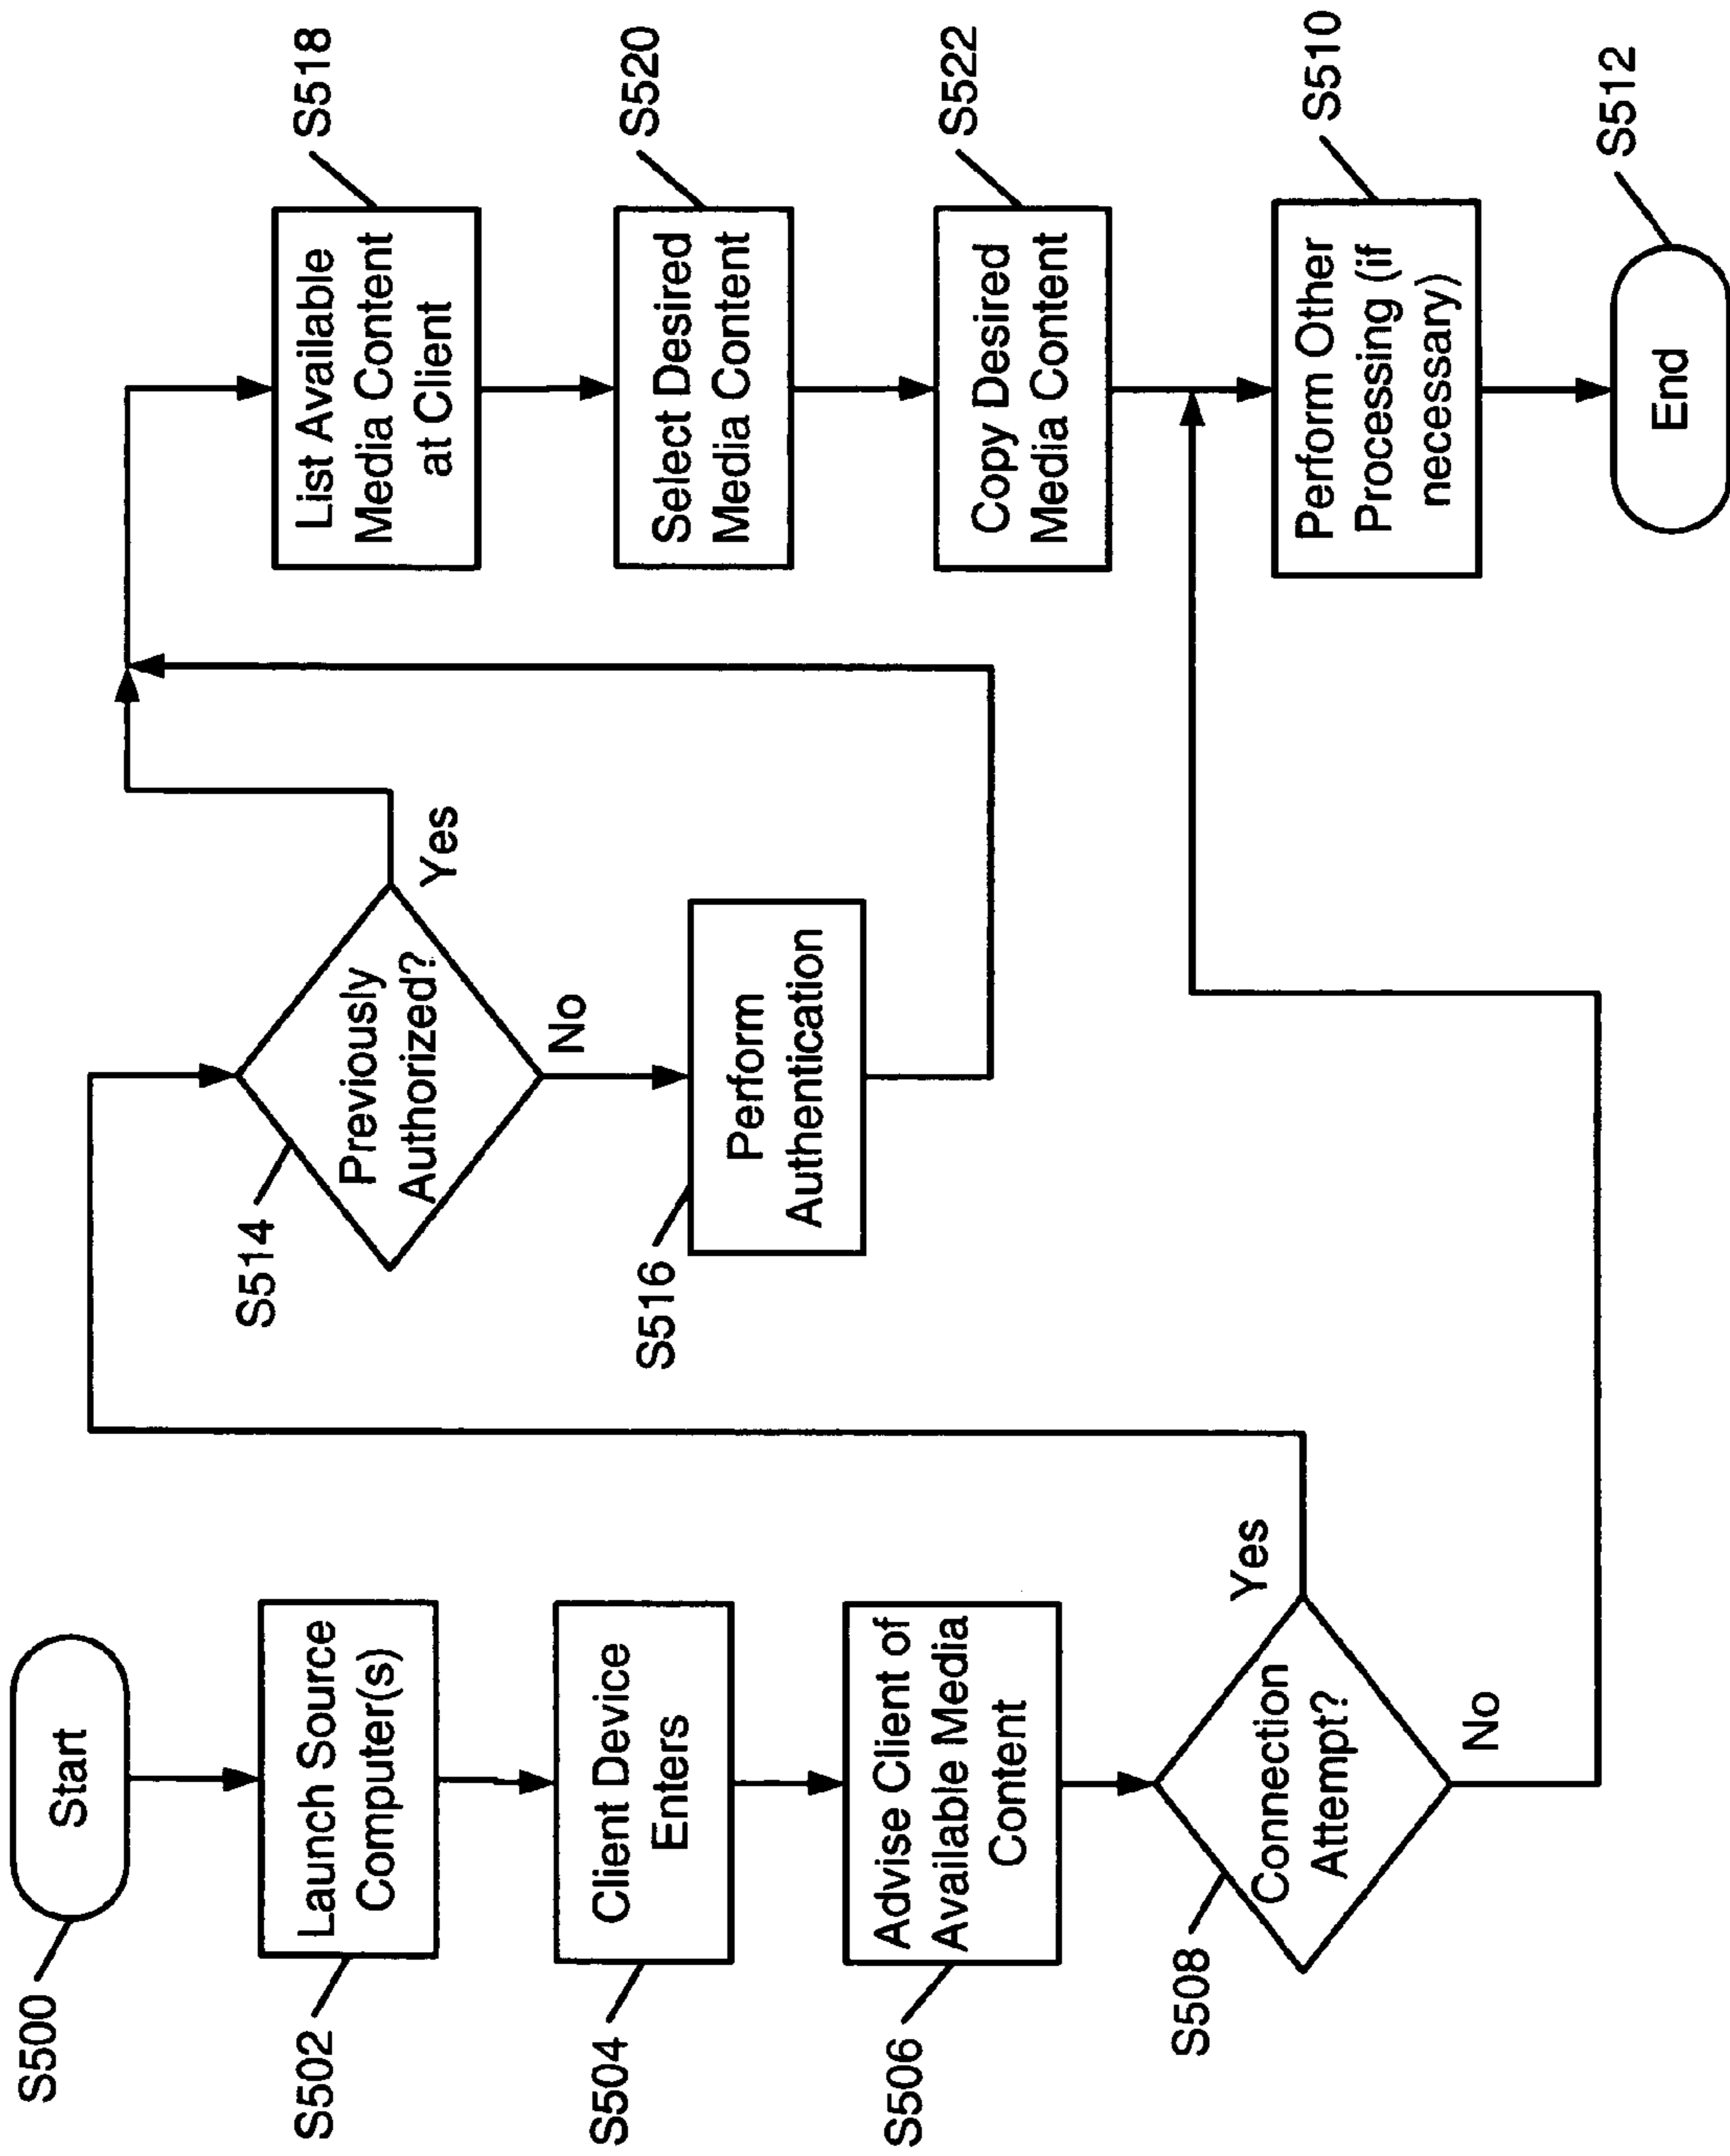 S500
Start
S502
Launch Source
Computer(s)
S504
Client Device
Enters
S506
Advise Client of
Available Media
Content
S508
Connection
Attempt?
Yes
No
S514
Previously
Authorized?
Yes
No
S516
Perform
Authentication
S518
List Available
Media Content
at Client
S520
Select Desired
Media Content
S522
Copy Desired
Media Content
S510
Perform Other
Processing (if
necessary)
S512
End